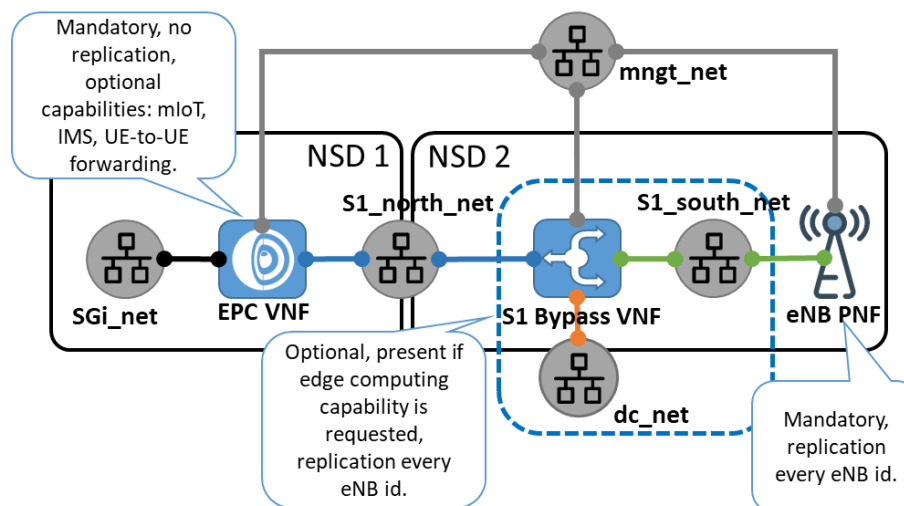 Mandatory, no
replication,
optional
capabilities: mIoT,
IMS, UE-to-UE
forwarding.
mngt_net
NSD 1
NSD 2
S1_north_net
S1_south_net
SGi_net
EPC VNF
S1 Bypass VNF
eNB PNF
Optional, present if
edge computing
capability is
requested,
replication every
eNB id.
dc_net
Mandatory,
replication
every eNB id.